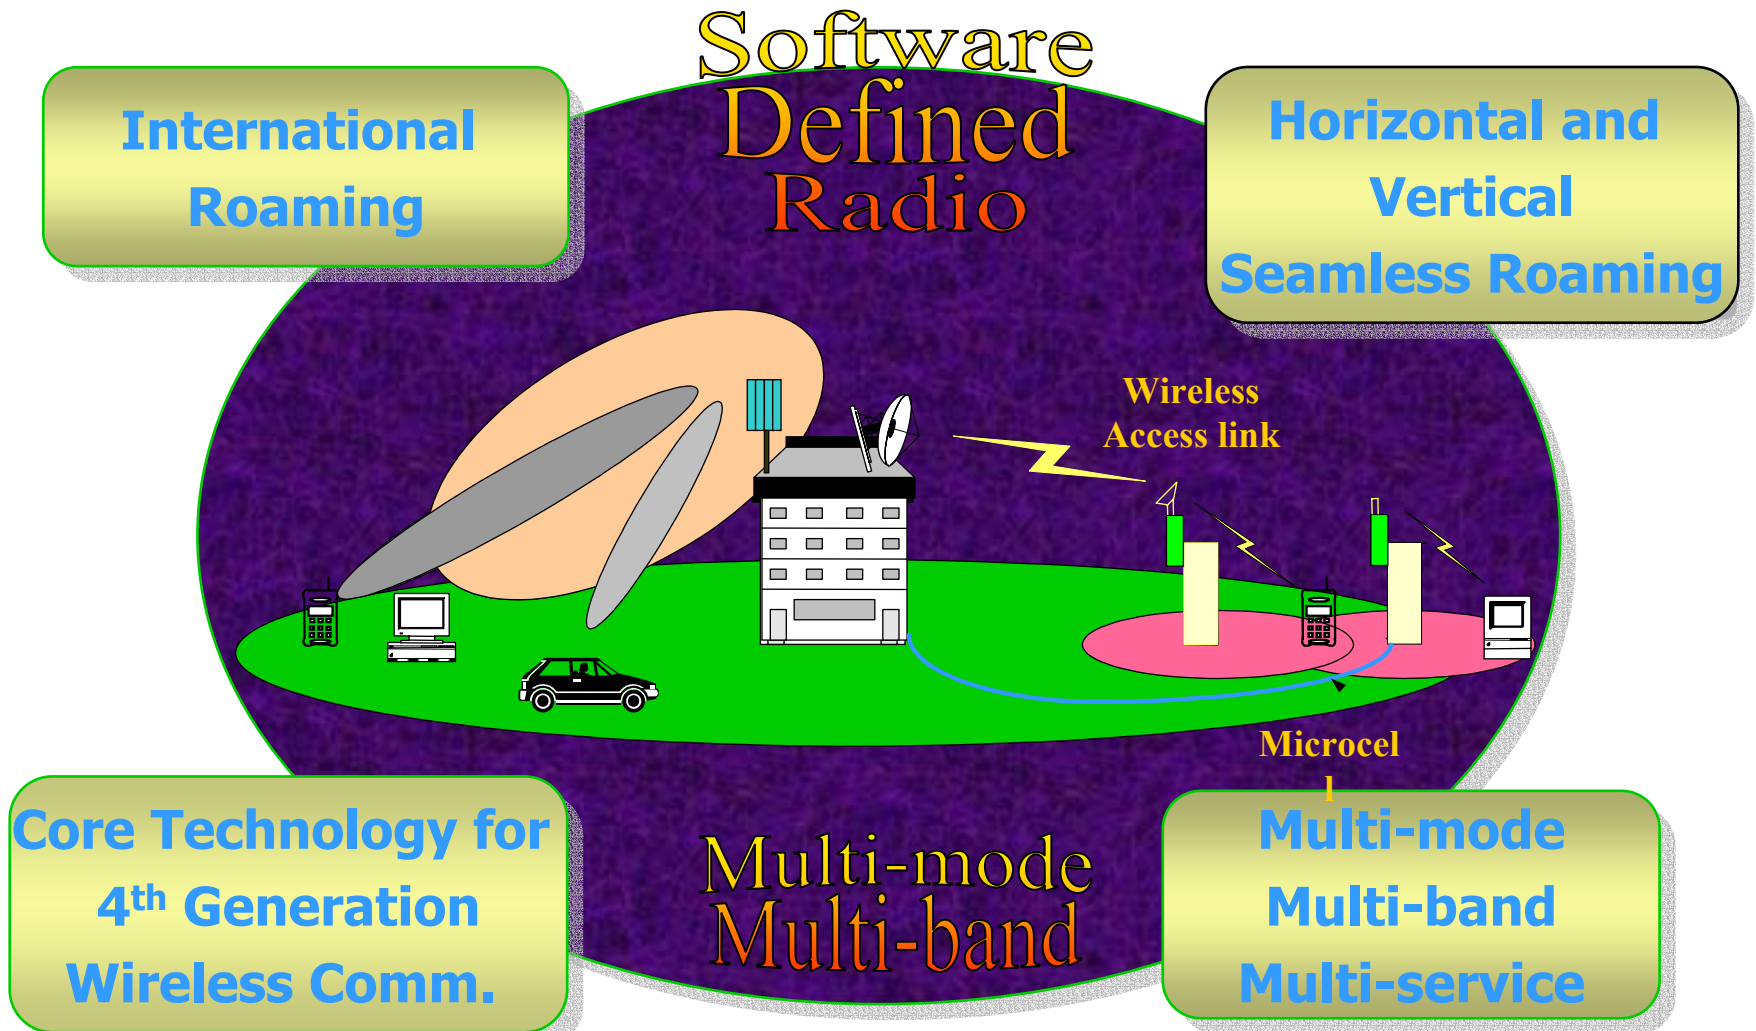 Software
Defined
Radio
International
Roaming
Horizontal and
Vertical
Seamless Roaming
Wireless
Access link
Microcel
l
Core Technology for
4th Generation
Wireless Comm.
Multi-mode
Multi-band
Multi-mode
Multi-band
Multi-service